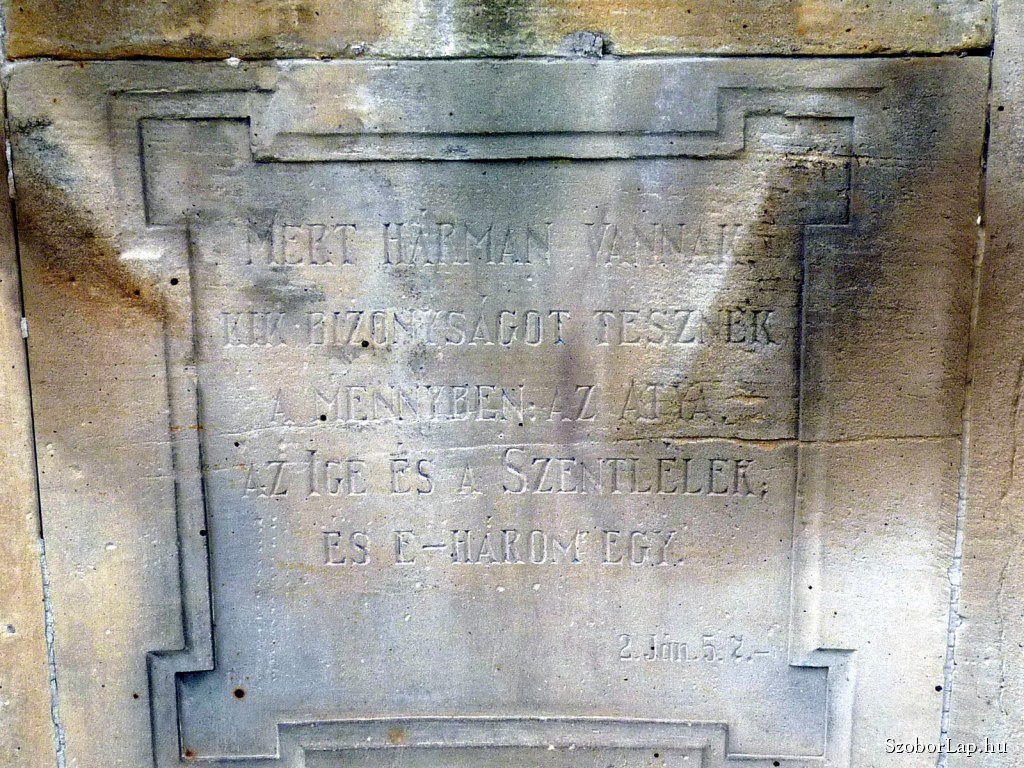 MERT HÁRMAN VANNAK,
KIK BIZONYSÁGOT TESZNEK
A MENNYBEN: AZ ATYA,
AZ IGE ÉS A SZENTLÉLEK;
ÉS E-HÁROM EGY.
2. Ján. 5. 7.-
SzoborLap.hu